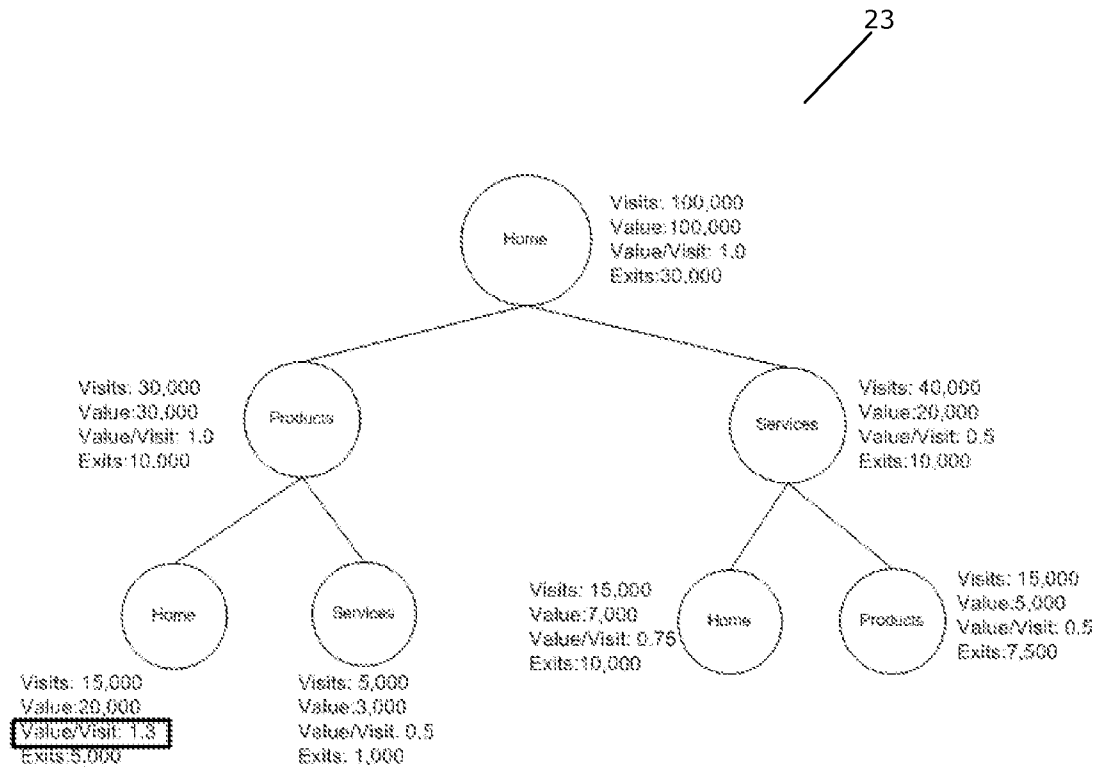 23
Home
Visits: 100,000
Value:100,000
Value/Visit: 1.0
Exits:30,000
Visits: 30,000
Value:30,000
Value/Visit: 1.0
Exits:10,000
Products
Services
Visits: 40,000
Value:20,000
Value/Visit: 0.5
Exits:10,000
Home
Visits: 15,000
Value:20,000
Value/Visit: 1.3
Exits:5,000
Services
Visits: 5,000
Value:3,000
Value/Visit. 0.5
Exits: 1,000
Visits: 15,000
Value:7,000
Value/Visit: 0.75
Exits:10,000
Home
Products
Visits: 15,000
Value:5,000
Value/Visit: 0.5
Exits:7,500